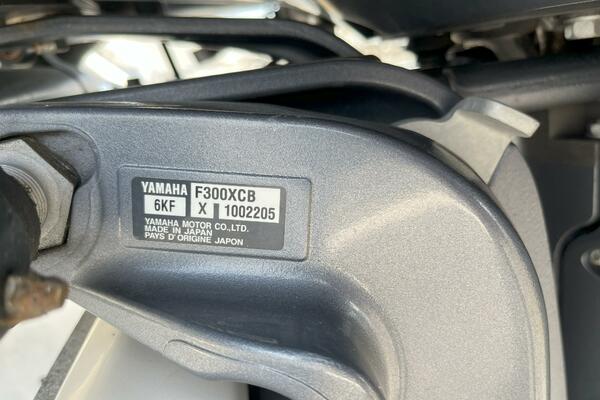 YAMAHA F300XCB
6KF X 1002205
YAMAHA MOTOR CO.,LTD.
MADE IN JAPAN
PAYS D'ORIGINE JAPON